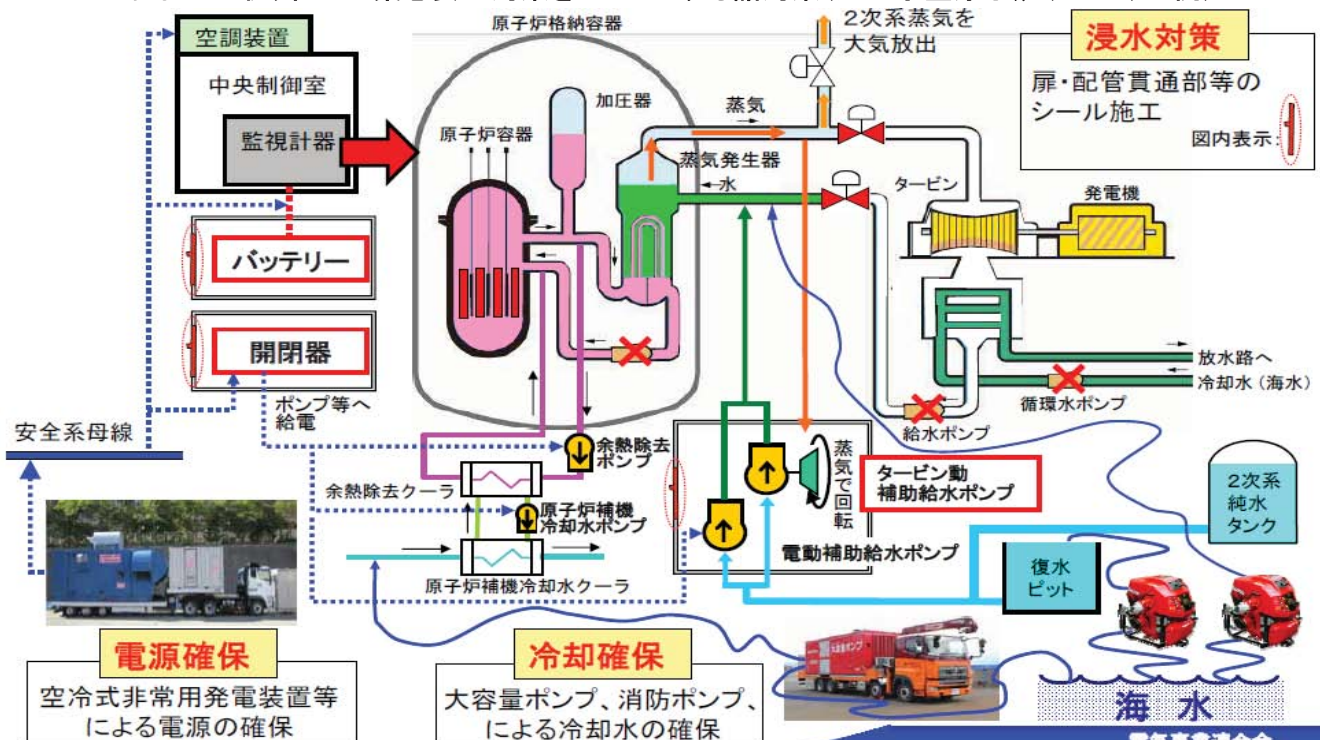 原子炉格納容器
2次系蒸気を
大気放出
浸水対策
扉・配管貫通部等の
シール施工
図内表示:
空調装置
中央制御室
監視計器
加圧器
原子炉容器
蒸気
蒸気発生器
水
タービン
発電機
バッテリー
開閉器
ポンプ等へ
給電
安全系母線
放水路へ
冷却水(海水)
循環水ポンプ
給水ポンプ
余熱除去
ポンプ
余熱除去クーラ
原子炉補機
冷却水ポンプ
原子炉補機冷却水クーラ
蒸気で回転
タービン動
補助給水ポンプ
電動補助給水ポンプ
2次系
純水
タンク
復水
ピット
電源確保
空冷式非常用発電装置等
による電源の確保
冷却確保
大容量ポンプ、消防ポンプ、
による冷却水の確保
海水